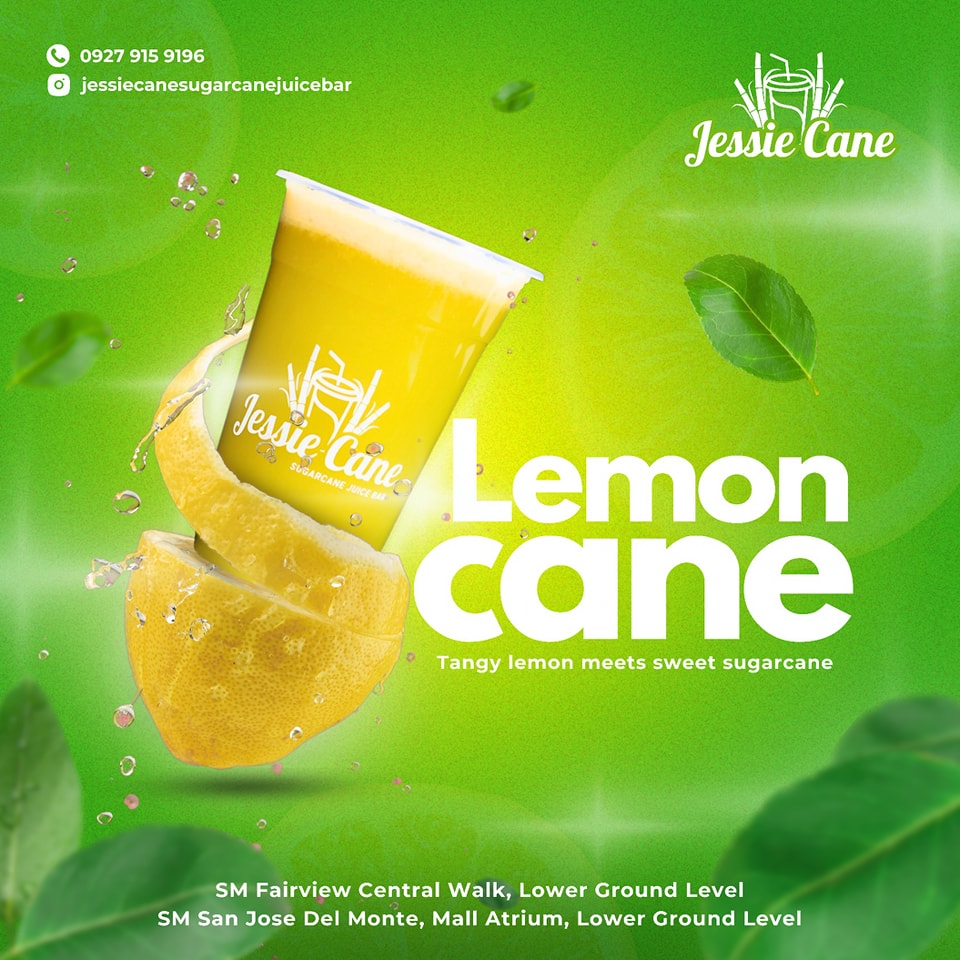 0927 915 9196
jessiecanesugarcanejuicebar
Jessie Cane
Jessie Cane
SUGARCANE JUICE BAR
Lemon
cane
Tangy lemon meets sweet sugarcane
SM Fairview Central Walk, Lower Ground Level
SM San Jose Del Monte, Mall Atrium, Lower Ground Level